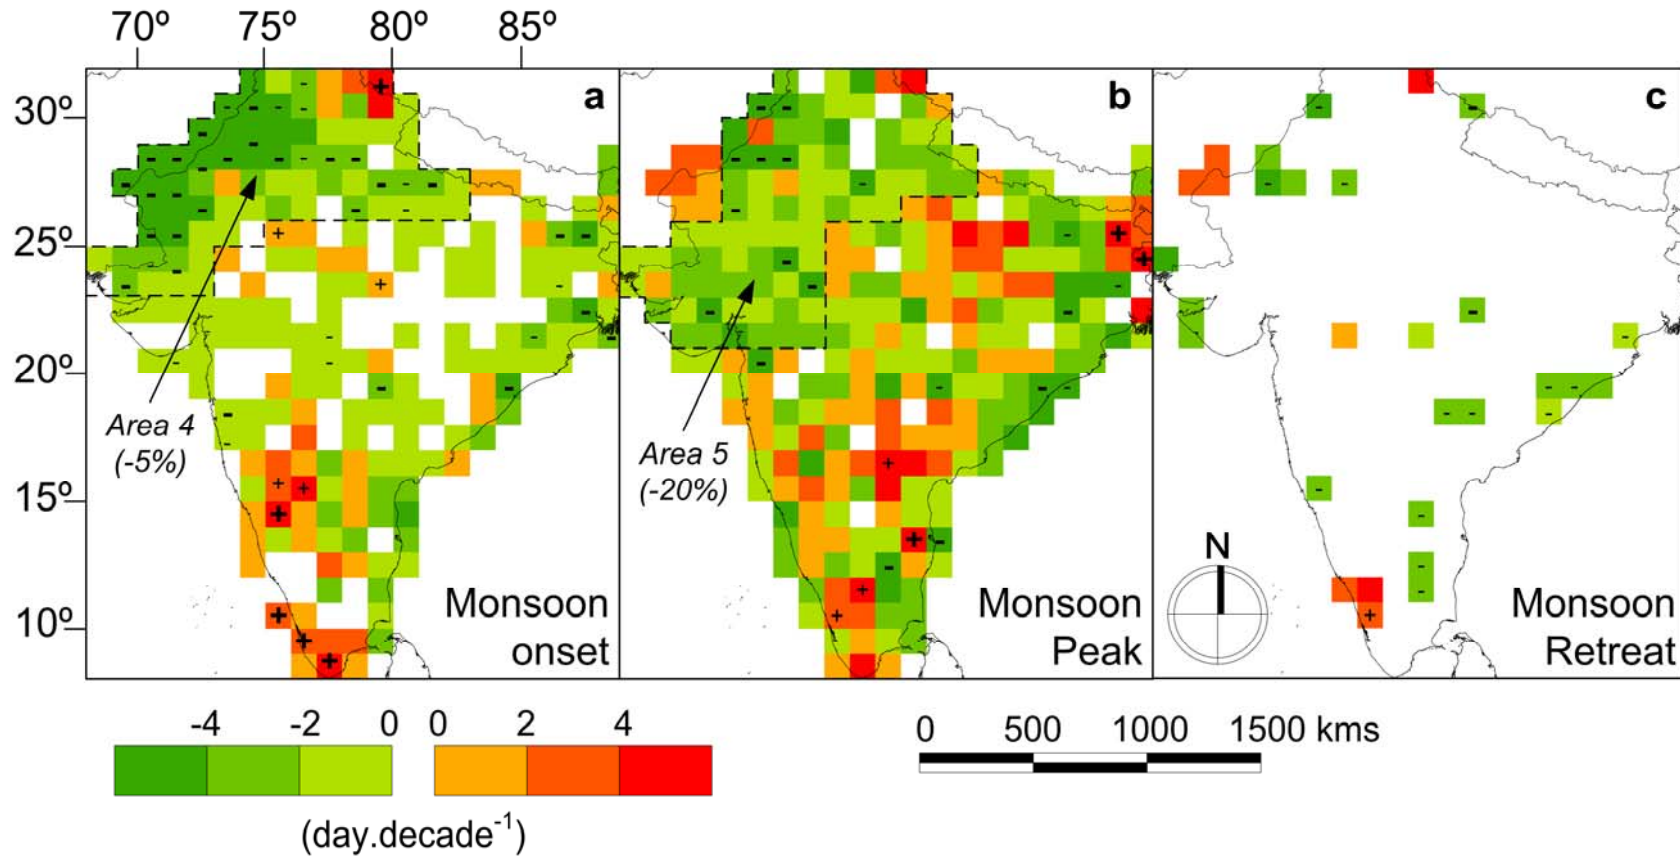 70º 75º 80º 85º
a
b
c
30º
25º
20º
15º
10º
Area 4
(-5%)
Area 5
(-20%)
N
Monsoon
onset
Monsoon
Peak
Monsoon
Retreat
-4 -2 0 0 2 4
(day.decade-1)
0 500 1000 1500 kms